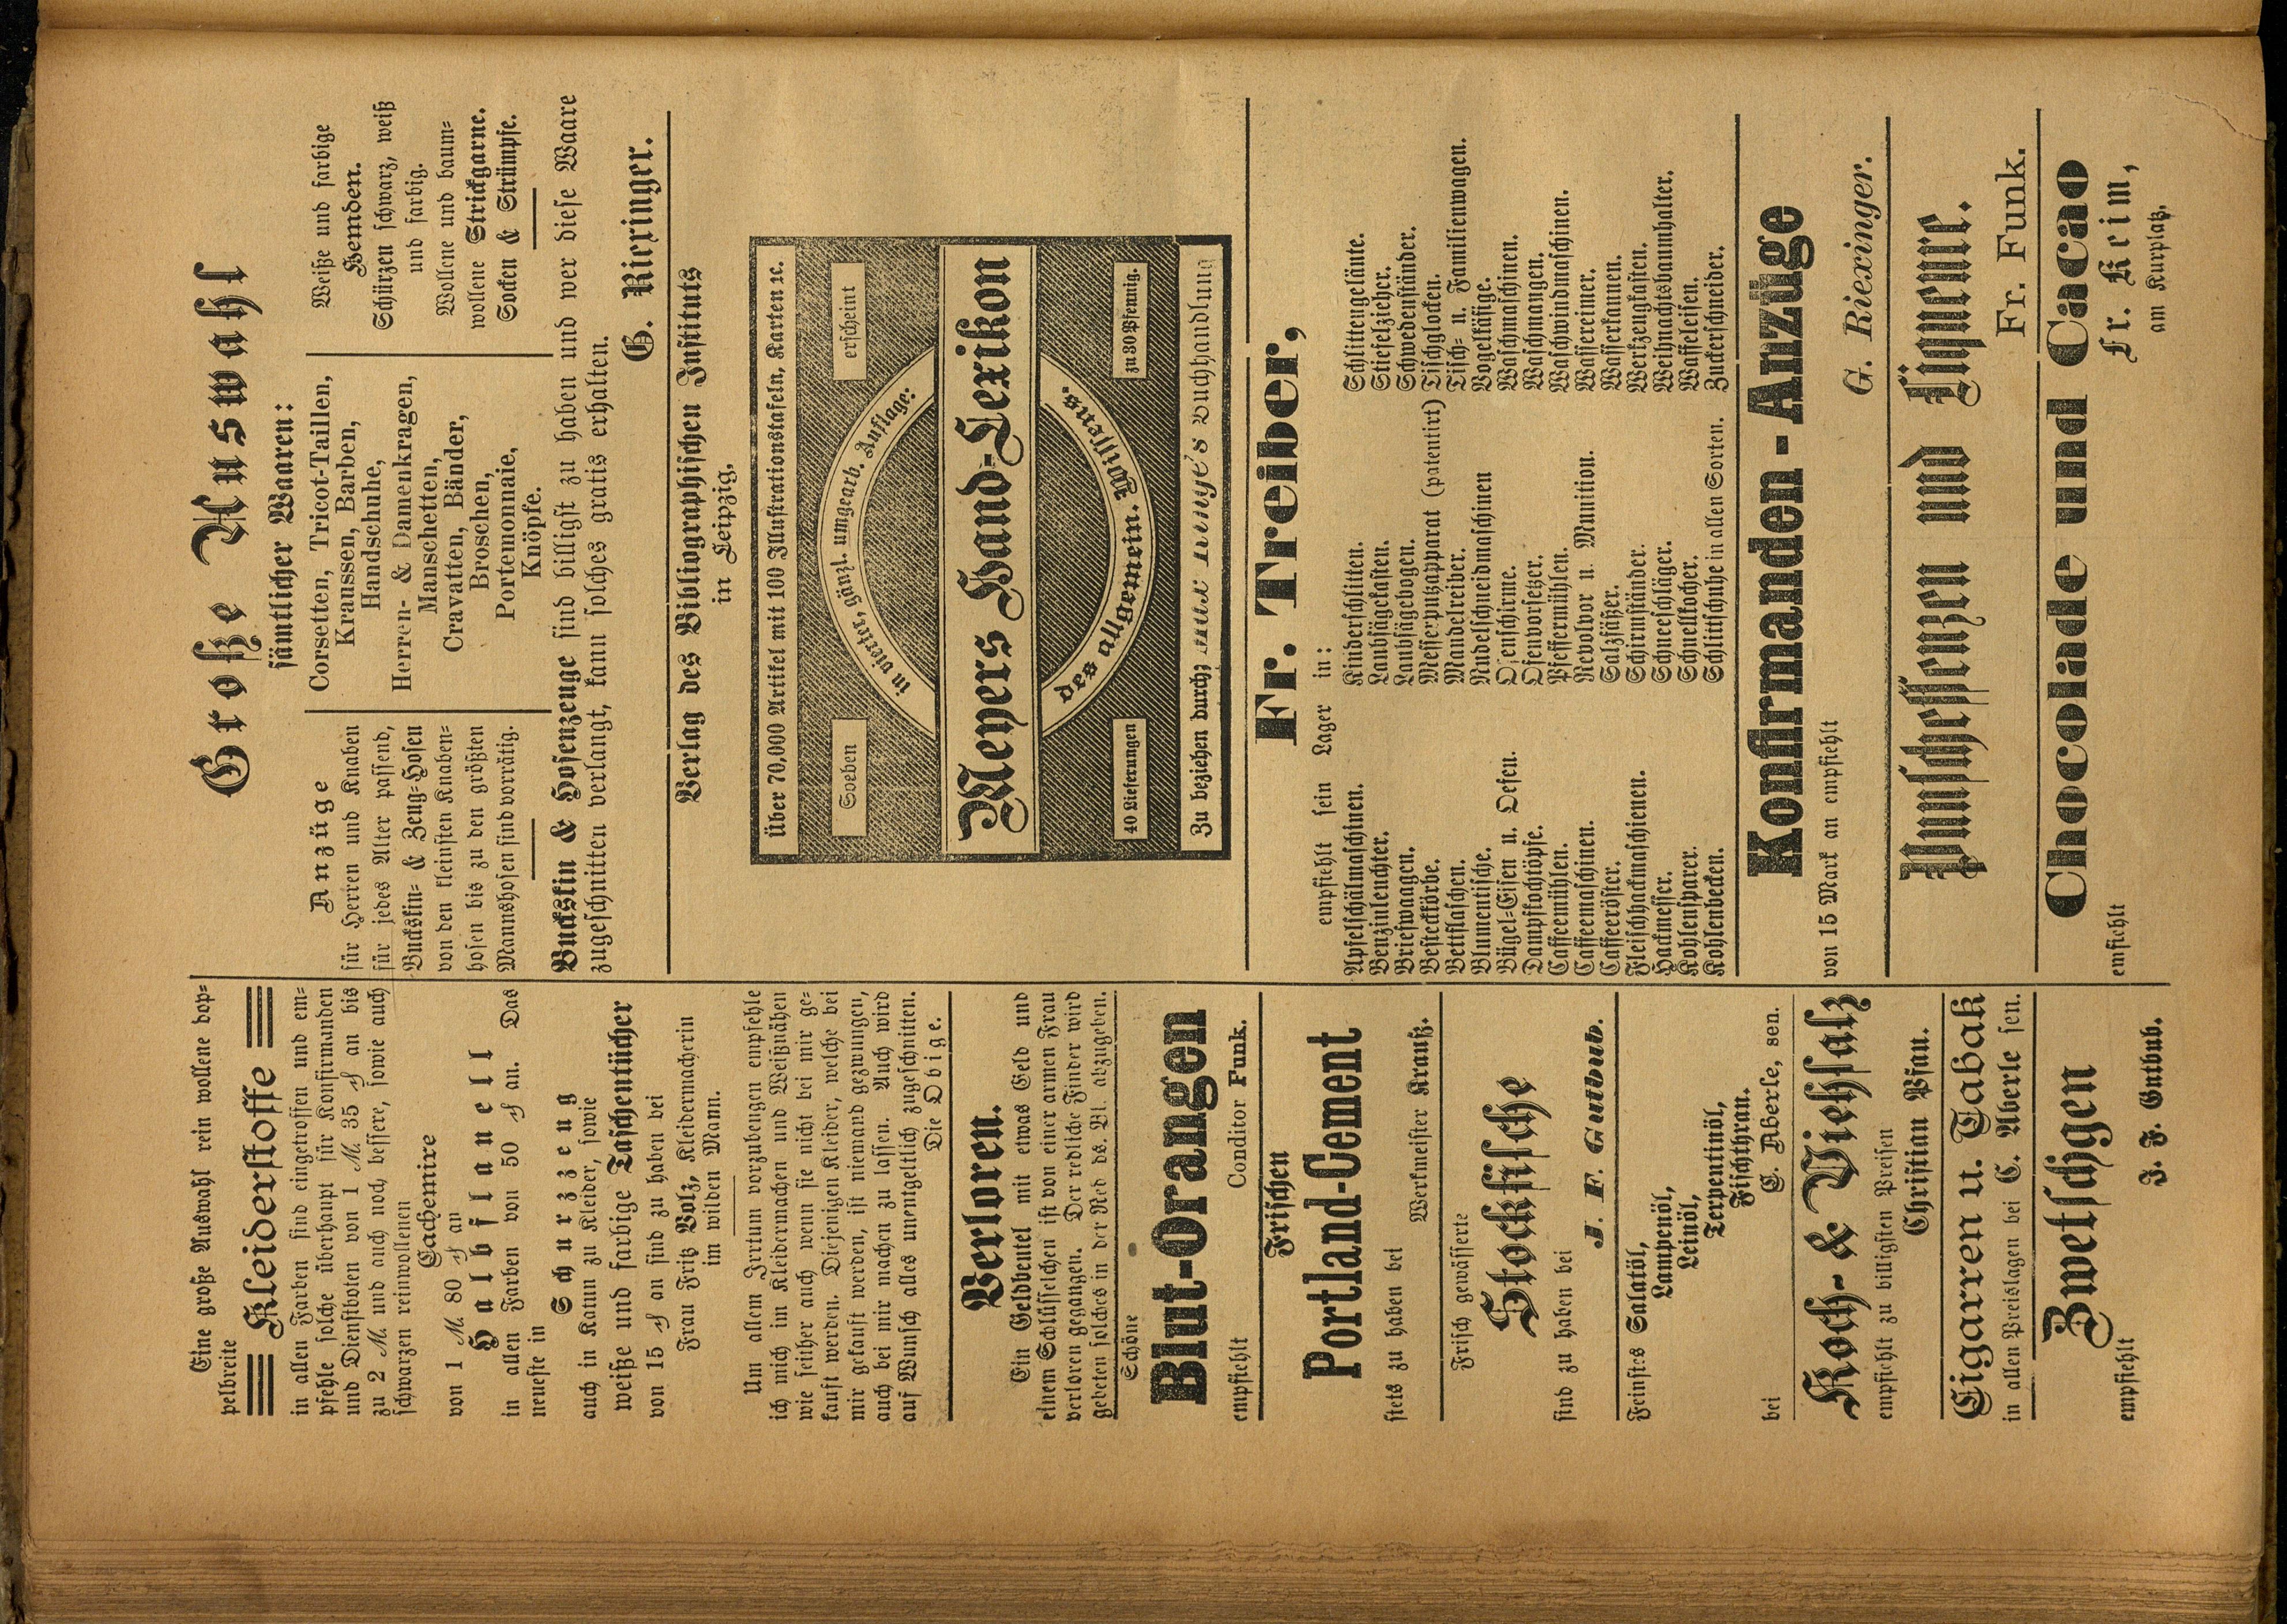 Eine große Auswahl rein wollene dop-
pelbreite
Kleiderstoffe
in allen Farben sind eingetroffen und em-
pfehle solche überhaupt für Konfirmanden
und Dienstboten von 1 M. 35 ₰ an bis
zu 2 M. und auch noch bessere, sowie auch
schwarzen reinwollenen
Cachemire
von 1 M. 80 ₰ an
Halbflanell
in allen Farben von 50 ₰ an. Das
neueste in
Schurzzeug
auch in Katun zu Kleider, sowie
weiße und farbige Taschentücher
von 15 ₰ an sind zu haben bei
Frau Fritz Volz, Kleidermacherin
im wilden Mann.
Um allem Irrtum vorzubeugen empfehle
ich mich im Kleidermachen und Weißnähen
wie seither auch wenn sie nicht bei mir ge-
kauft werden. Diejenigen Kleider, welche bei
mir gekauft werden, ist niemand gezwungen,
auch bei mir machen zu lassen. Auch wird
auf Wunsch alles unentgeltlich zugeschnitten.
Die Obige.
Verloren.
Ein Geldbeutel mit etwas Geld und
einem Schlüsselchen ist von einer armen Frau
verloren gegangen. Der redliche Finder wird
gebeten solches in der Red. ds. Bl. abzugeben.
Schöne
Blut-Orangen
empfiehlt Conditor Funk.
Frischen
Portland-Cement
stets zu haben bei
Werkmeister Krauß.
Frisch gewässerte
Stockfische
sind zu haben bei
J. F. Gutbub.
Feinstes Salatöl,
Lampenöl,
Leinöl,
Terpentinöl,
Fischthran.
bei C. Aberle, sen.
Koch- & Viehsalz
empfiehlt zu billigsten Preisen
Christian Pfau.
Cigarren u. Tabak
in allen Preislagen bei C. Aberle sen.
Zwetschgen
empfiehlt
J. F. Gutbub.
Große Auswahl
sämtlicher Waaren:
Anzüge
für Herren und Knaben
für jedes Alter passend,
Buckskin- & Zeug-Hosen
von den kleinsten Knaben-
hosen bis zu den größten
Mannshosen sind vorrätig.
Corsetten, Tricot-Taillen,
Kraussen, Barben,
Handschuhe,
Herren- & Damenkragen,
Manschetten,
Cravatten, Bänder,
Broschen,
Portemonnaie,
Knöpfe.
Weiße und farbige
Hemden.
Schürzen schwarz, weiß
und farbig.
Wollene und baum-
wollene Strickgarne.
Socken & Strümpfe.
Buckskin & Hosenzeuge sind billigst zu haben und wer diese Waare
zugeschnitten verlangt, kann solches gratis erhalten.
G. Riexinger.
Verlag des Bibliographischen Instituts
in Leipzig.
Über 70,000 Artikel mit 100 Illustrationstafeln, Karten ꝛc.
Soeben erscheint
in vierter, gänzl. umgearb. Auflage:
Meyers Hand-Lexikon
des allgemein. Wissens.
40 Lieferungen zu 30 Pfennig.
Zu beziehen durch: Buchhandlung
Fr. Treiber,
empfiehlt sein Lager in:
Apfelschälmaschinen.
Benzinleuchter.
Briefwaagen.
Besteckkörbe.
Bettflaschen.
Blumentische.
Bügel-Eisen u. Oefen.
Dampfkochtöpfe.
Caffeemühlen.
Caffeemaschinen.
Caffeeröster.
Fleischhackmaschienen.
Hackmesser.
Kohlensparer.
Kohlenbecken.
Kinderschlitten.
Laubsägekasten.
Laubsägebogen.
Messerputzapparat (patentirt)
Mandelreiber.
Nudelschneidmaschinen
Ofenschirme.
Ofenvorsetzer.
Pfeffermühlen.
Revolvor u. Munition.
Salzfäßer.
Schirmständer.
Schneeschläger.
Schnellkocher.
Schlittschuhe in allen Sorten.
Schlittengeläute.
Stiefelzieher.
Schwedenständer.
Tischglocken.
Tisch- u. Familienwagen.
Vogelkäfige.
Waschmaschinen.
Waschmangen.
Waschwindmaschinen.
Wassereimer.
Wasserkannen.
Werkzeugkasten.
Weihnachtsbaumhalter.
Waffeleisen.
Zuckerschneider.
Konfirmanden-Anzüge
von 15 Mark an empfiehlt G. Riexinger.
Punschessenzen und Liqueure.
Fr. Funk.
Chocolade und Cacao
empfiehlt Fr. Keim,
am Kurplatz.